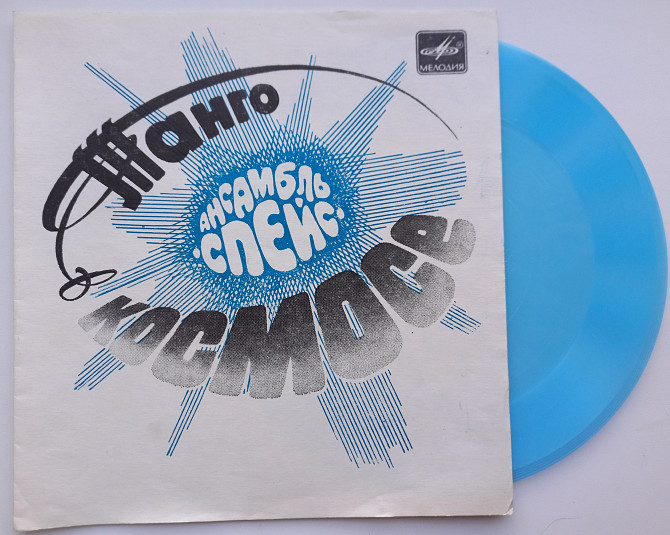 МЕЛОДИЯ
Танго
АНСАМБЛЬ
·СПЕЙС·
в
космосе